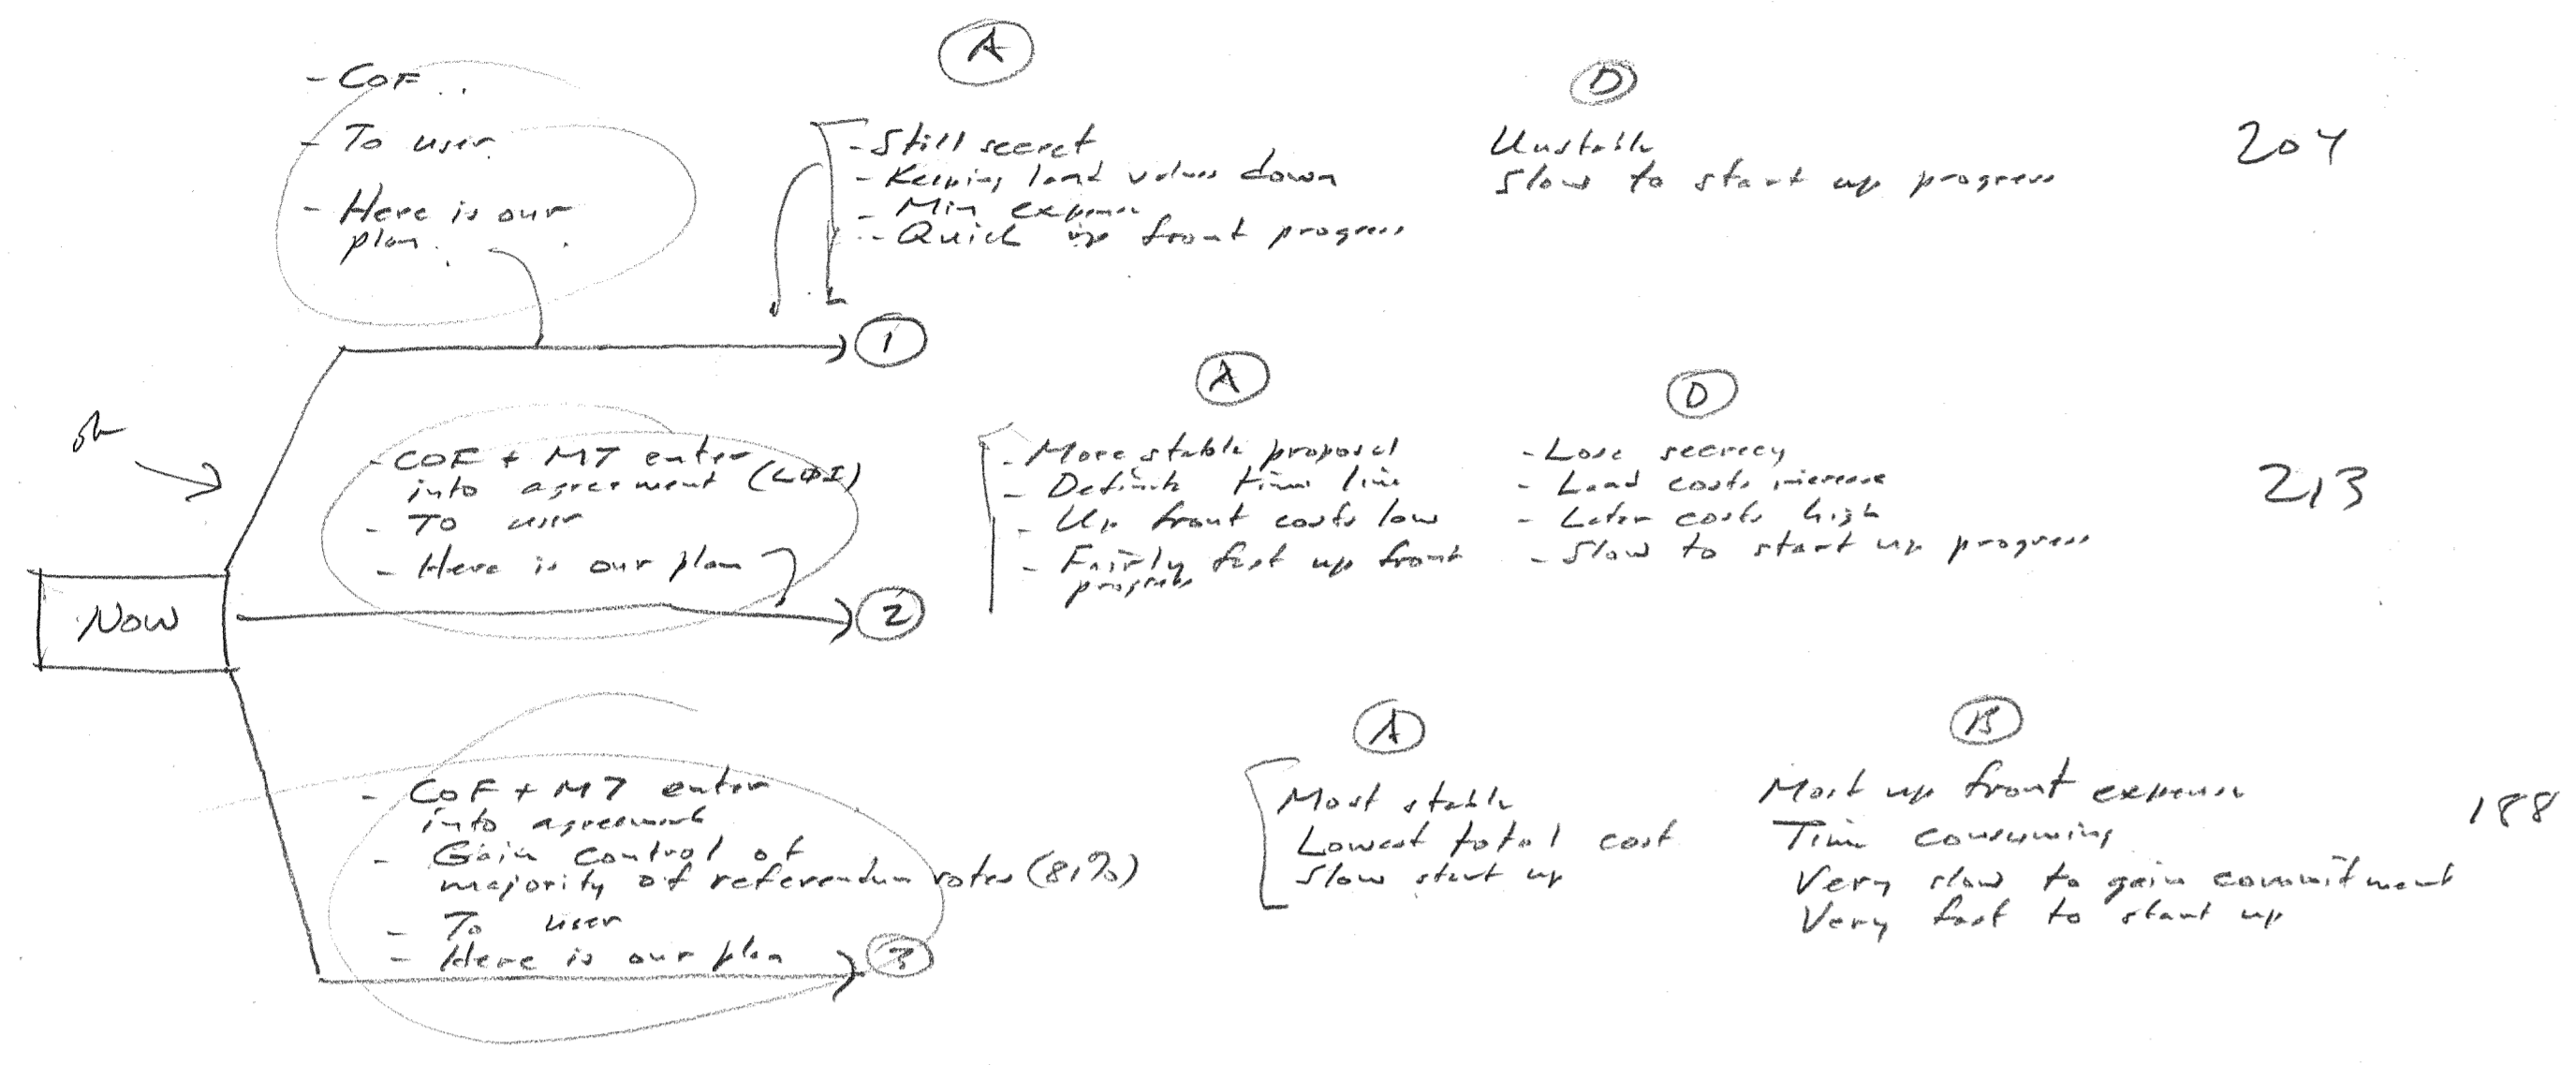 A
D
- COF
- To user
- Here is our
plan
- Still secret
- Keeping land values down
- Min expense
- Quick up front progress
Unstable
Slow to start up progress
204
1
A
D
- COF + MT enter
into agreement (LOI)
- To user
- Here is our plan
- More stable proposal
- Definite time line
- Up front costs low
- Fairly fast up front
progress
- Lose secrecy
- Land costs increase
- Later costs high
- Slow to start up progress
213
NOW
2
A
B
- COF + MT enter
into agreement
- Gain control of
majority of referendum votes (81%)
- To user
- Here is our plan
Most stable
Lowest total cost
Slow start up
Most up front expense
Time consuming
Very slow to gain commitment
Very fast to start up
188
3